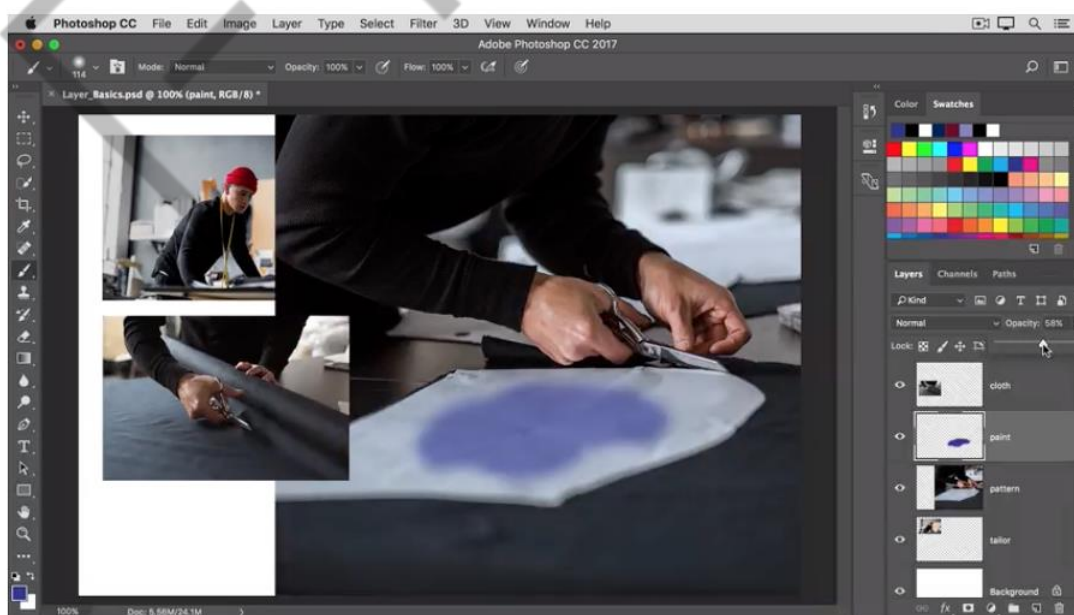 Photoshop CC File Edit Image Layer Type Select Filter 3D View Window Help
Adobe Photoshop CC 2017
114 Mode: Normal Opacity: 100% Flow: 100%
× Layer_Basics.psd @ 100% (paint, RGB/8) *
Color Swatches
Layers Channels Paths
Kind
Normal Opacity: 58%
Lock:
cloth
paint
pattern
tailor
Background
fx
100% Doc: 5.58M/24.1M